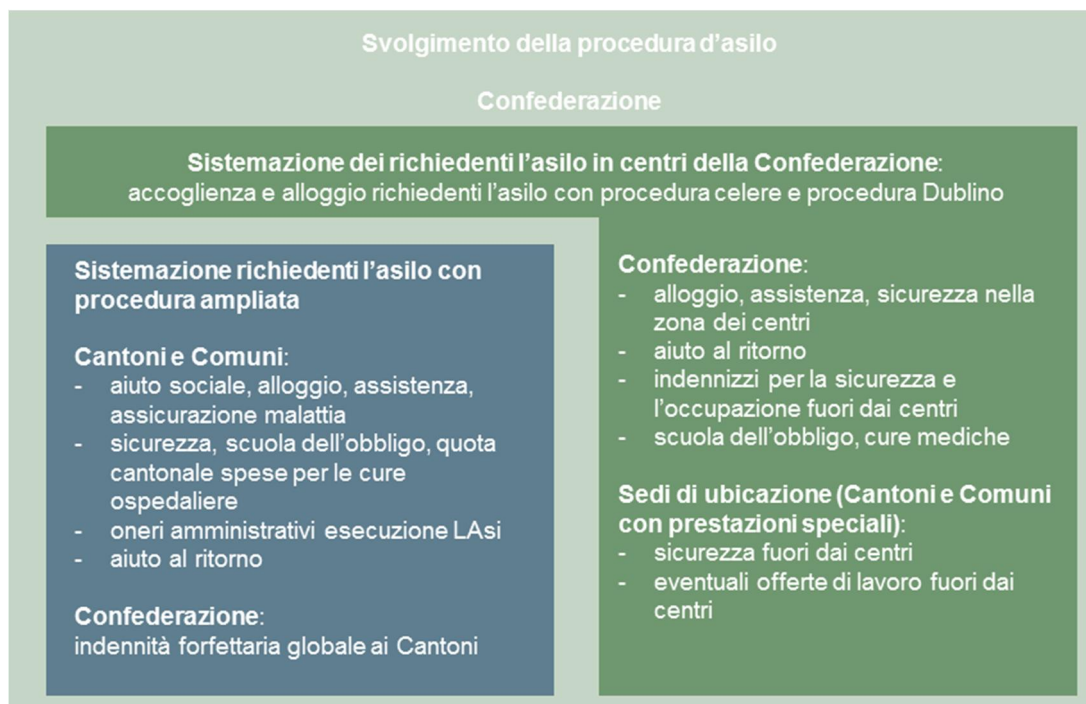 Svolgimento della procedura d’asilo
Confederazione
Sistemazione dei richiedenti l’asilo in centri della Confederazione:
accoglienza e alloggio richiedenti l’asilo con procedura celere e procedura Dublino
Sistemazione richiedenti l’asilo con
procedura ampliata
Cantoni e Comuni:
- aiuto sociale, alloggio, assistenza,
assicurazione malattia
- sicurezza, scuola dell’obbligo, quota
cantonale spese per le cure
ospedaliere
- oneri amministrativi esecuzione LAsi
- aiuto al ritorno
Confederazione:
indennità forfettaria globale ai Cantoni
Confederazione:
- alloggio, assistenza, sicurezza nella
zona dei centri
- aiuto al ritorno
- indennizzi per la sicurezza e
l’occupazione fuori dai centri
- scuola dell’obbligo, cure mediche
Sedi di ubicazione (Cantoni e Comuni
con prestazioni speciali):
- sicurezza fuori dai centri
- eventuali offerte di lavoro fuori dai
centri